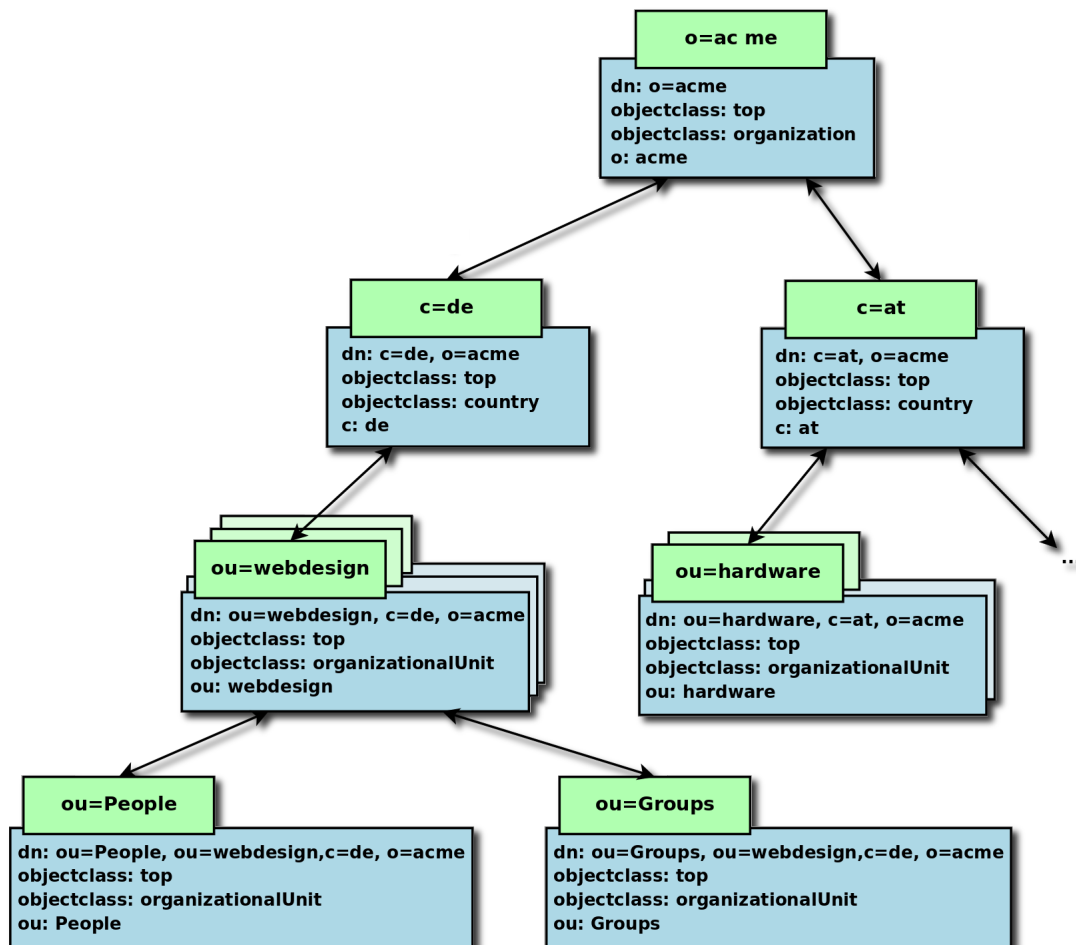 o=ac me
dn: o=acme
objectclass: top
objectclass: organization
o: acme
c=de
dn: c=de, o=acme
objectclass: top
objectclass: country
c: de
c=at
dn: c=at, o=acme
objectclass: top
objectclass: country
c: at
ou=webdesign
dn: ou=webdesign, c=de, o=acme
objectclass: top
objectclass: organizationalUnit
ou: webdesign
ou=hardware
dn: ou=hardware, c=at, o=acme
objectclass: top
objectclass: organizationalUnit
ou: hardware
...
ou=People
dn: ou=People, ou=webdesign,c=de, o=acme
objectclass: top
objectclass: organizationalUnit
ou: People
ou=Groups
dn: ou=Groups, ou=webdesign,c=de, o=acme
objectclass: top
objectclass: organizationalUnit
ou: Groups